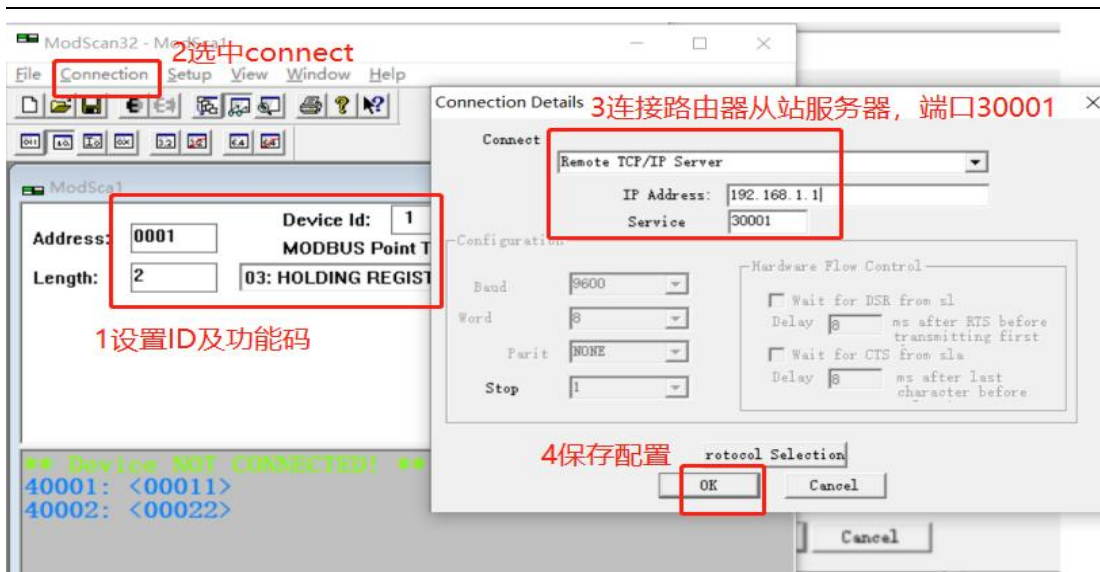 ModScan32 - ModSca1
2选中connect
File Connection Setup View Window Help
Connection Details
3连接路由器从站服务器，端口30001
Connect
Remote TCP/IP Server
IP Address: 192.168.1.1
Service 30001
ModSca1
Address: 0001
Device Id: 1
MODBUS Point T
Length: 2
03: HOLDING REGIST
1设置ID及功能码
Configuration
Baud 9600
Word 8
Parit NONE
Stop 1
Hardware Flow Control
Wait for DSR from sl
Delay 8 ms after RTS before
transmitting first
Wait for CTS from sla
Delay 8 ms after last
character before
4保存配置
rotocol Selection
OK Cancel
** Device NOT CONNECTED! **
40001: <00011>
40002: <00022>
Cancel